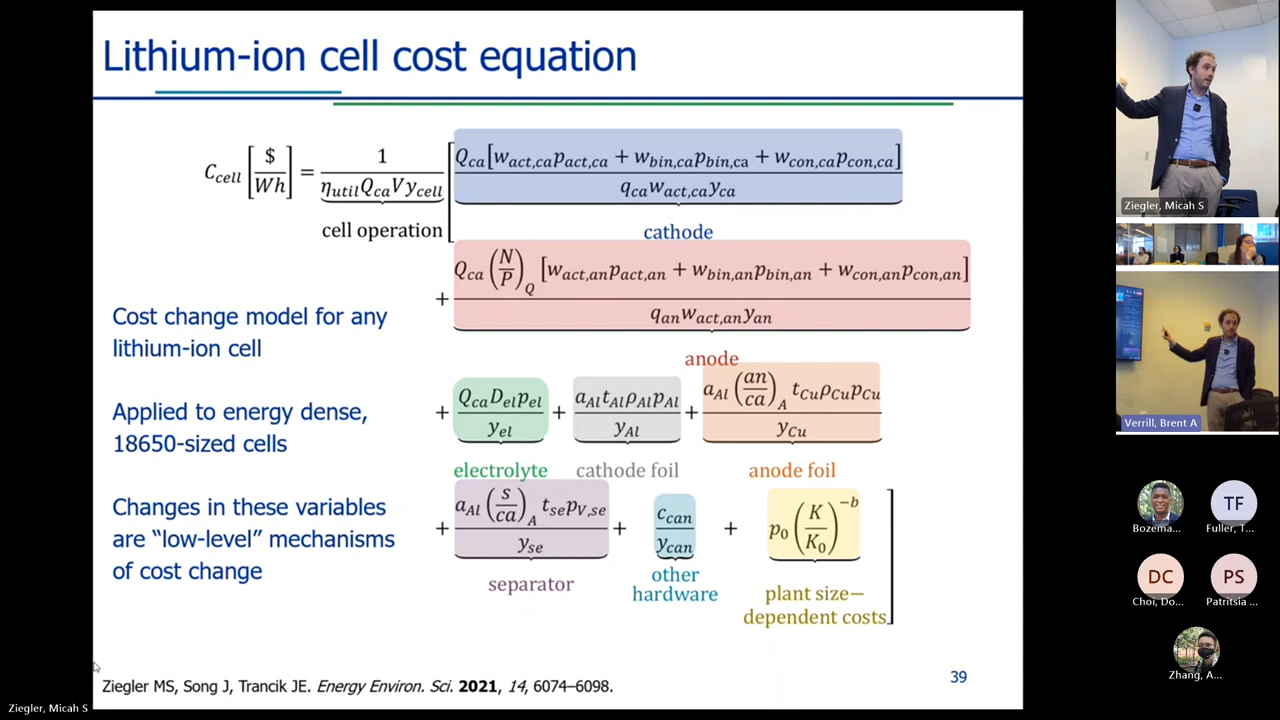 Lithium-ion cell cost equation
C_cell [$/Wh] = 1/(η_util Q_ca V y_cell) [ Q_ca[w_act,ca p_act,ca + w_bin,ca p_bin,ca + w_con,ca p_con,ca] / (q_ca w_act,ca y_ca)
cell operation
cathode
+ Q_ca (N/P)_Q [w_act,an p_act,an + w_bin,an p_bin,an + w_con,an p_con,an] / (q_an w_act,an y_an)
anode
Cost change model for any
lithium-ion cell
Applied to energy dense,
18650-sized cells
Changes in these variables
are “low-level” mechanisms
of cost change
+ Q_ca D_el p_el / y_el + a_Al t_Al ρ_Al p_Al / y_Al + a_Al (an/ca)_A t_Cu ρ_Cu p_Cu / y_Cu
electrolyte cathode foil anode foil
+ a_Al (s/ca)_A t_se p_V,se / y_se + c_can / y_can + p_0 (K/K_0)^−b ]
separator
other
hardware
plant size−
dependent costs
Ziegler MS, Song J, Trancik JE. Energy Environ. Sci. 2021, 14, 6074–6098.
39
Ziegler, Micah S
Ziegler, Micah S
Verrill, Brent A
TF
Bozema...
Fuller, T...
DC
PS
Choi, Do...
Patritsia ...
Zhang, A...